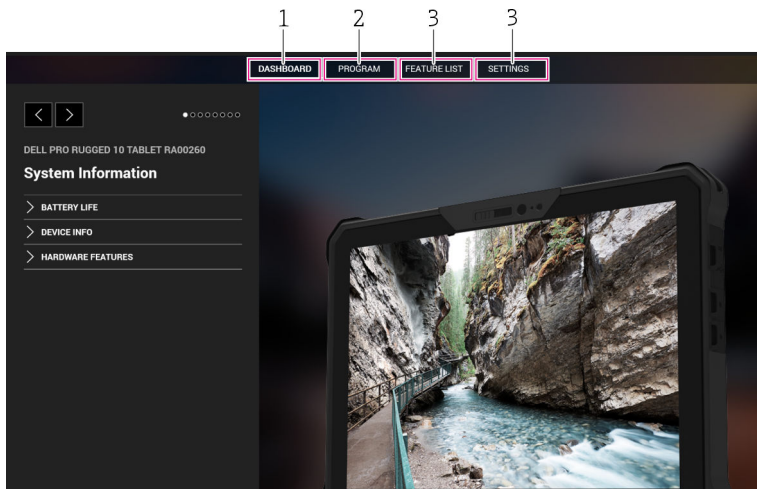 1 2 3 3
DASHBOARD PROGRAM FEATURE LIST SETTINGS
DELL PRO RUGGED 10 TABLET RA00260
System Information
BATTERY LIFE
DEVICE INFO
HARDWARE FEATURES